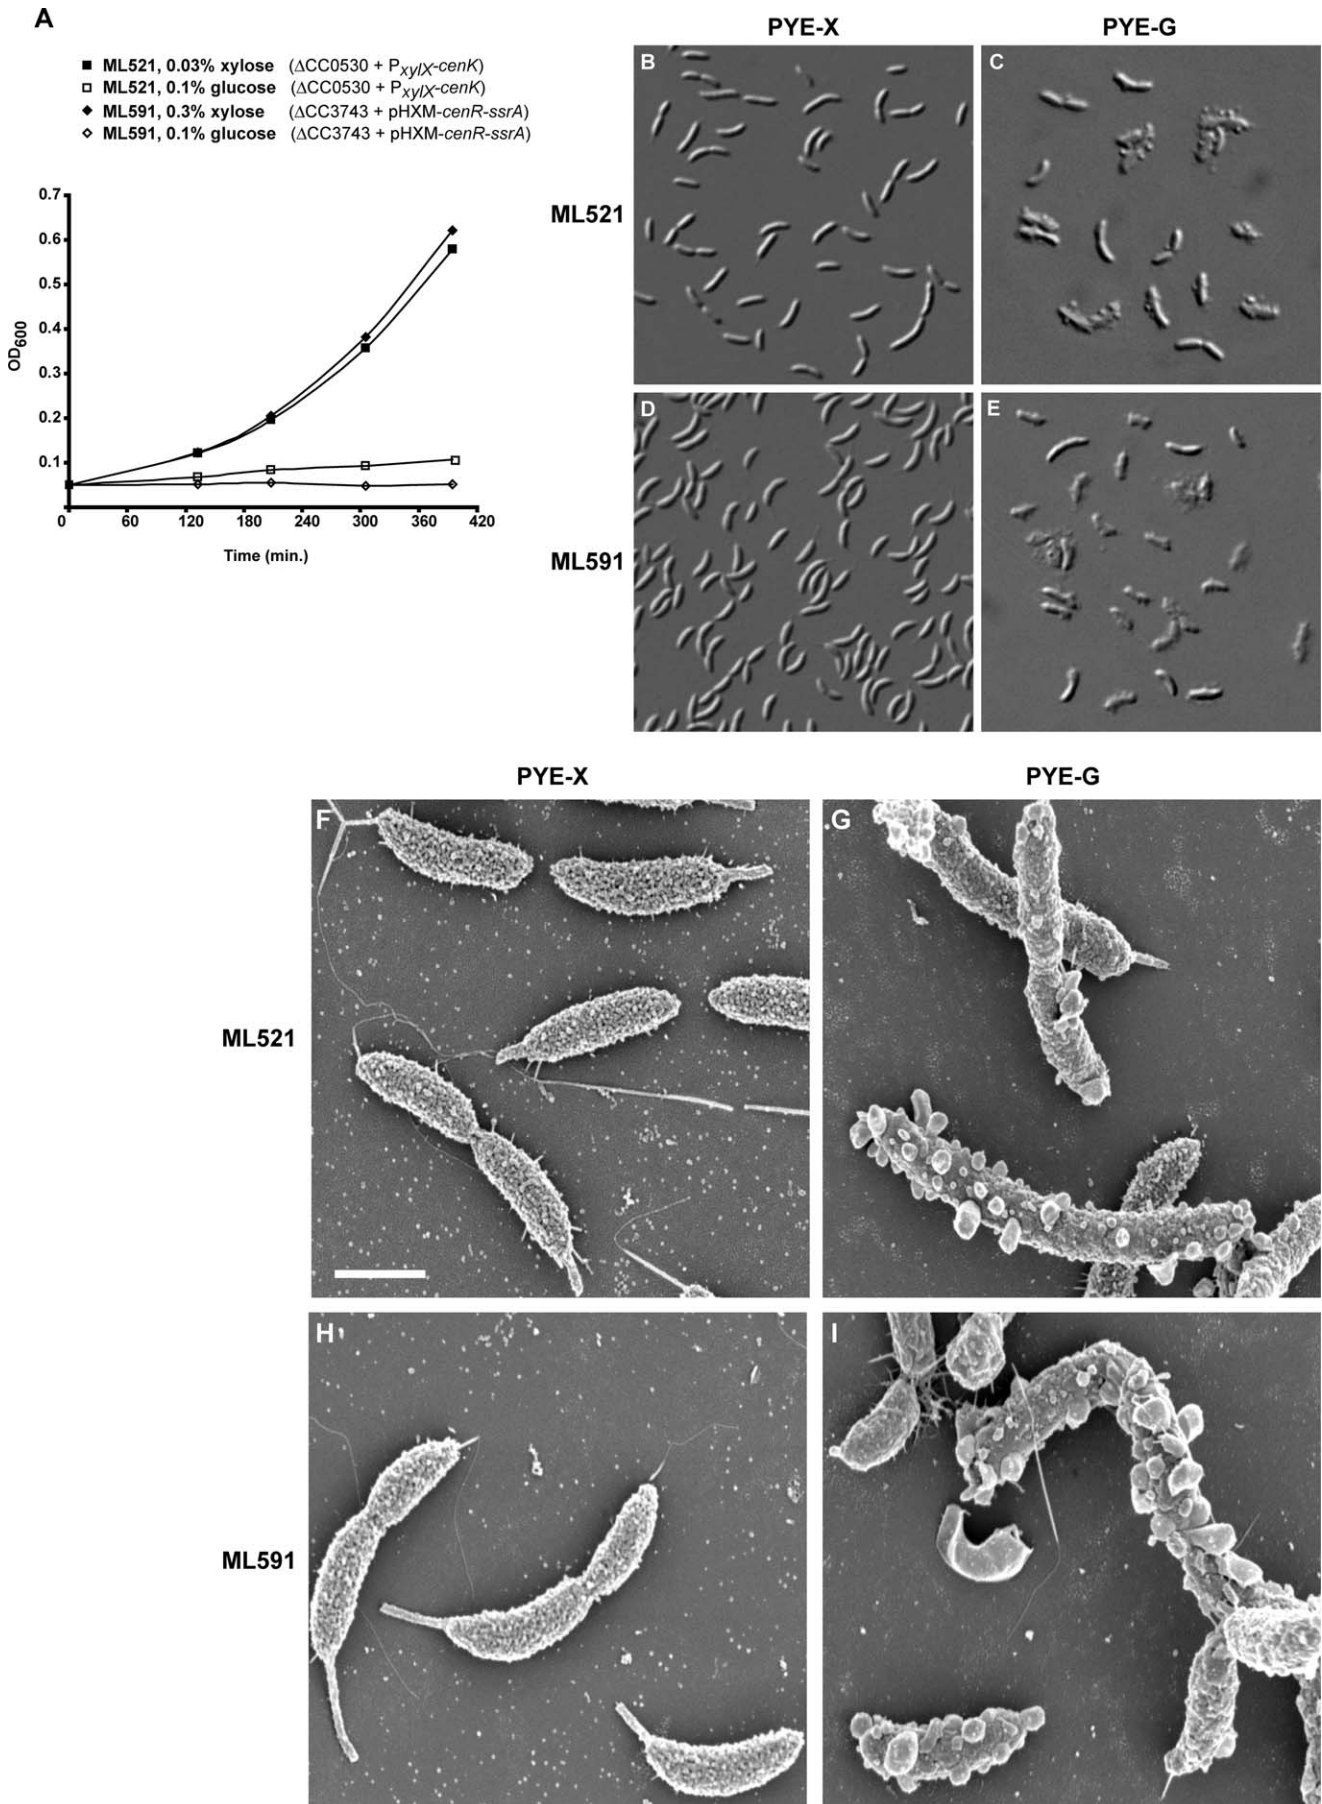 A
ML521, 0.03% xylose (ΔCC0530 + PxylX-cenK)
ML521, 0.1% glucose (ΔCC0530 + PxylX-cenK)
ML591, 0.3% xylose (ΔCC3743 + pHXM-cenR-ssrA)
ML591, 0.1% glucose (ΔCC3743 + pHXM-cenR-ssrA)
0.7
0.6
0.5
0.4
0.3
0.2
0.1
OD600
0 60 120 180 240 300 360 420
Time (min.)
PYE-X PYE-G
ML521
B C
ML591
D E
PYE-X PYE-G
ML521
F G
ML591
H I